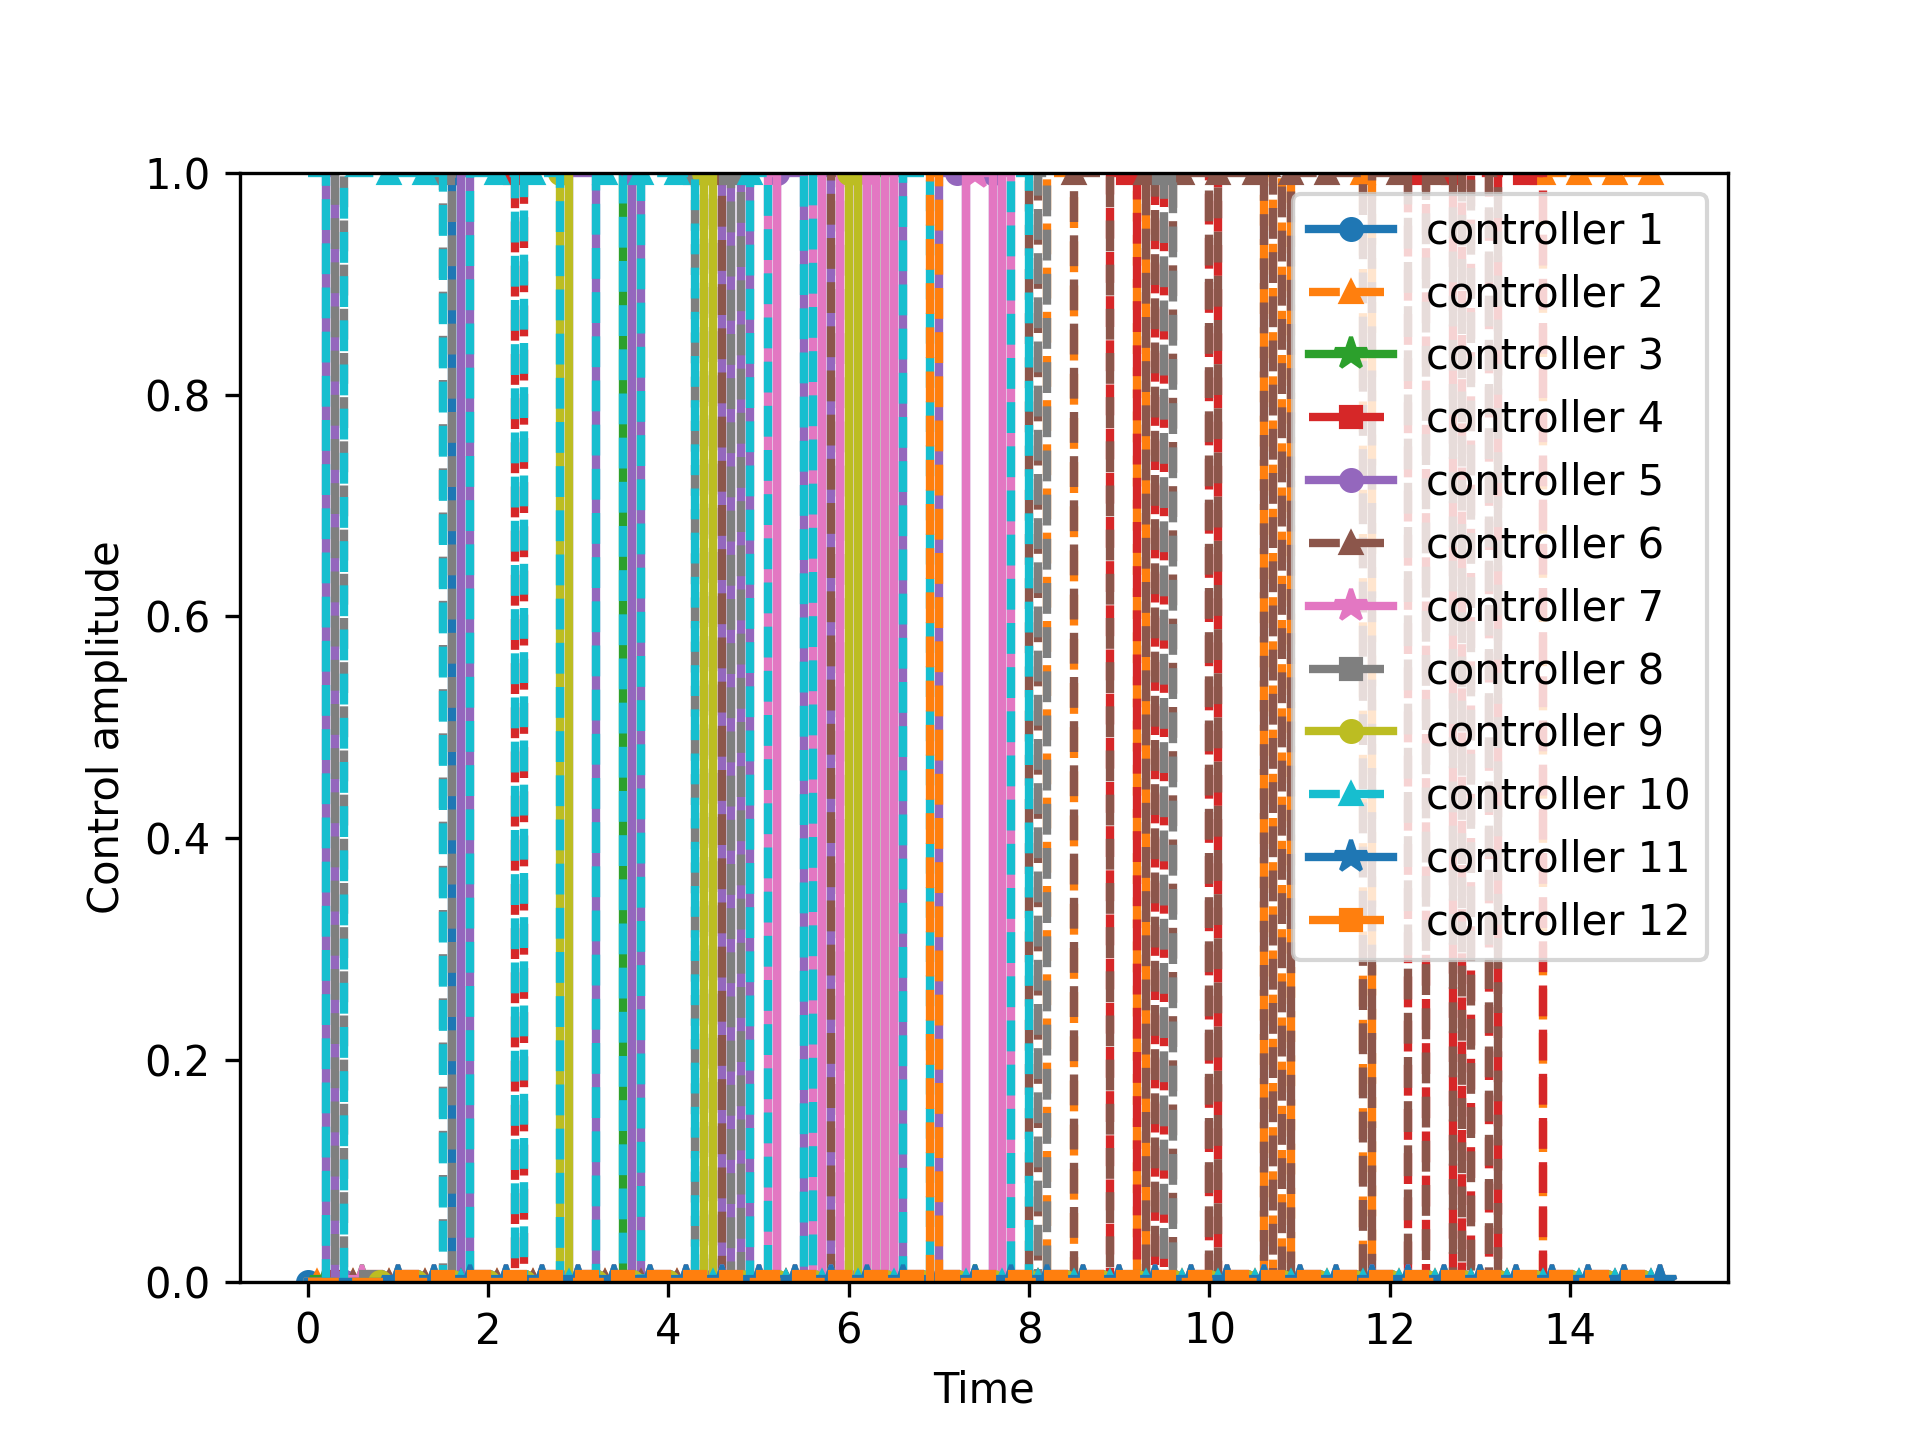 1.0
0.8
0.6
0.4
0.2
0.0
Control amplitude
controller 1
controller 2
controller 3
controller 4
controller 5
controller 6
controller 7
controller 8
controller 9
controller 10
controller 11
controller 12
0 2 4 6 8 10 12 14
Time